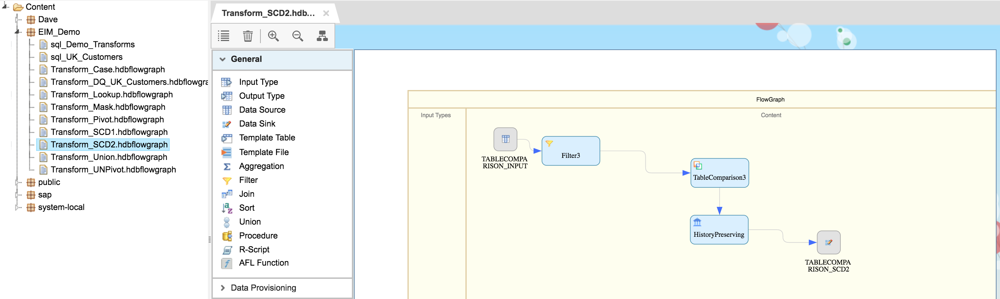 Content
Dave
EIM_Demo
sql_Demo_Transforms
sql_UK_Customers
Transform_Case.hdbflowgraph
Transform_DQ_UK_Customers.hdbflowgra
Transform_Lookup.hdbflowgraph
Transform_Mask.hdbflowgraph
Transform_Pivot.hdbflowgraph
Transform_SCD1.hdbflowgraph
Transform_SCD2.hdbflowgraph
Transform_Union.hdbflowgraph
Transform_UNPivot.hdbflowgraph
public
sap
system-local
Transform_SCD2.hdb...
General
Input Type
Output Type
Data Source
Data Sink
Template Table
Template File
Aggregation
Filter
Join
Sort
Union
Procedure
R-Script
AFL Function
Data Provisioning
FlowGraph
Input Types
Content
TABLECOMPA
RISON_INPUT
Filter3
TableComparison3
HistoryPreserving
TABLECOMPA
RISON_SCD2